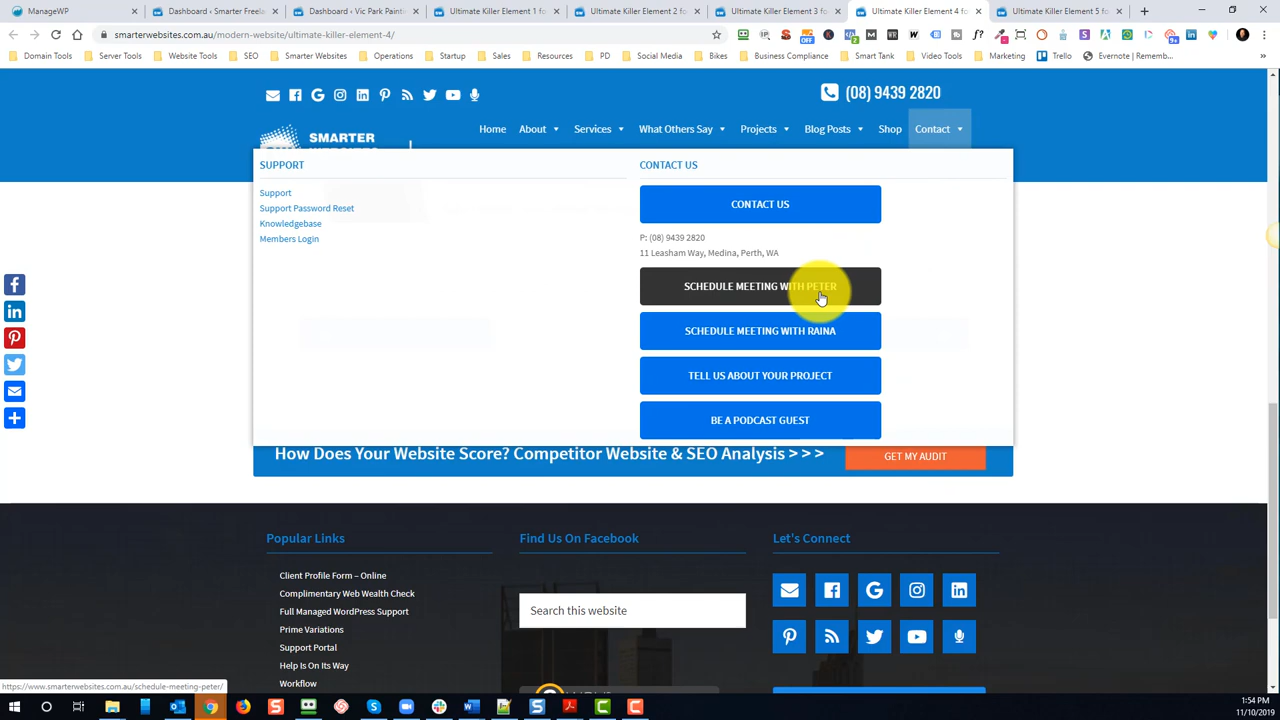 ManageWP
Dashboard ‹ Smarter Freela
Dashboard ‹ Vic Park Painti
Ultimate Killer Element 1 fo
Ultimate Killer Element 2 fo
Ultimate Killer Element 3 fo
Ultimate Killer Element 4 fo
Ultimate Killer Element 5 fo
smarterwebsites.com.au/modern-website/ultimate-killer-element-4/
Domain Tools
Server Tools
Website Tools
SEO
Smarter Websites
Operations
Startup
Sales
Resources
PD
Social Media
Bikes
Business Compliance
Smart Tank
Video Tools
Marketing
Trello
Evernote | Rememb...
(08) 9439 2820
SMARTER
Home
About
Services
What Others Say
Projects
Blog Posts
Shop
Contact
SUPPORT
Support
Support Password Reset
Knowledgebase
Members Login
CONTACT US
CONTACT US
P: (08) 9439 2820
11 Leasham Way, Medina, Perth, WA
SCHEDULE MEETING WITH PETER
SCHEDULE MEETING WITH RAINA
TELL US ABOUT YOUR PROJECT
BE A PODCAST GUEST
How Does Your Website Score? Competitor Website & SEO Analysis > > >
GET MY AUDIT
Popular Links
Client Profile Form – Online
Complimentary Web Wealth Check
Full Managed WordPress Support
Prime Variations
Support Portal
Help Is On Its Way
Workflow
Find Us On Facebook
Search this website
Let's Connect
https://www.smarterwebsites.com.au/schedule-meeting-peter/
1:54 PM
11/10/2019